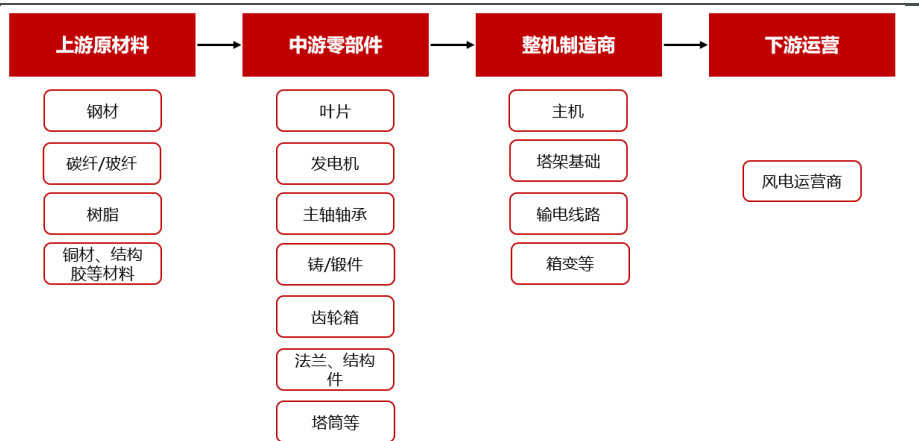 上游原材料
中游零部件
整机制造商
下游运营
钢材
碳纤/玻纤
树脂
铜材、结构
胶等材料
叶片
发电机
主轴轴承
铸/锻件
齿轮箱
法兰、结构
件
塔筒等
主机
塔架基础
输电线路
箱变等
风电运营商